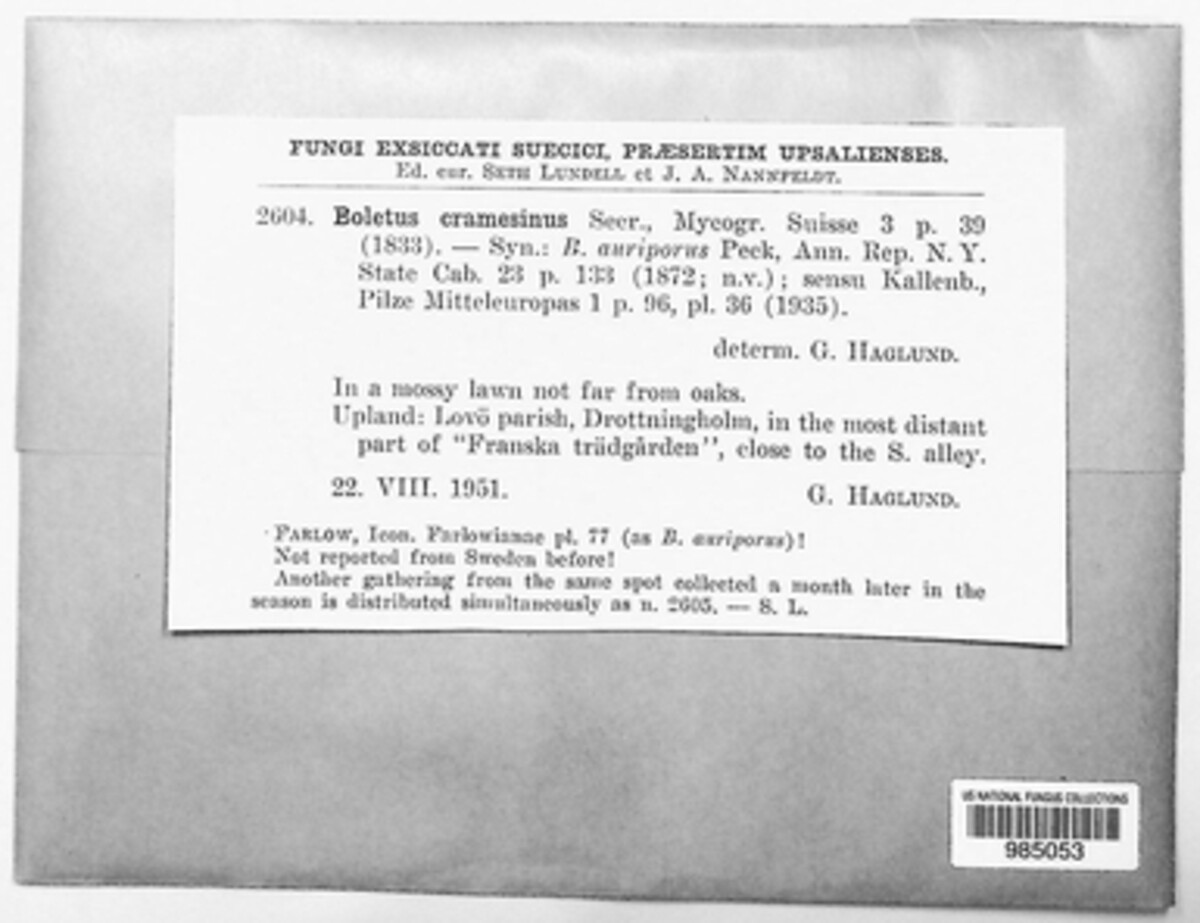 FUNGI EXSICCATI SUECICI, PRÆSERTIM UPSALIENSES.
Ed. cur. SETH LUNDELL et J. A. NANNFELDT.
2604. Boletus cramesinus Secr., Mycogr. Suisse 3 p. 39
(1833). — Syn.: B. auriporus Peck, Ann. Rep. N. Y.
State Cab. 23 p. 133 (1872; n.v.); sensu Kallenb.,
Pilze Mitteleuropas 1 p. 96, pl. 36 (1935).
determ. G. HAGLUND.
In a mossy lawn not far from oaks.
Upland: Lovö parish, Drottningholm, in the most distant
part of "Franska trädgården", close to the S. alley.
22. VIII. 1951. G. HAGLUND.
FARLOW, Icon. Farlowianae pl. 77 (as B. auriporus)!
Not reported from Sweden before!
Another gathering from the same spot collected a month later in the
season is distributed simultaneously as n. 2605. — S. L.
US NATIONAL FUNGUS COLLECTIONS
985053